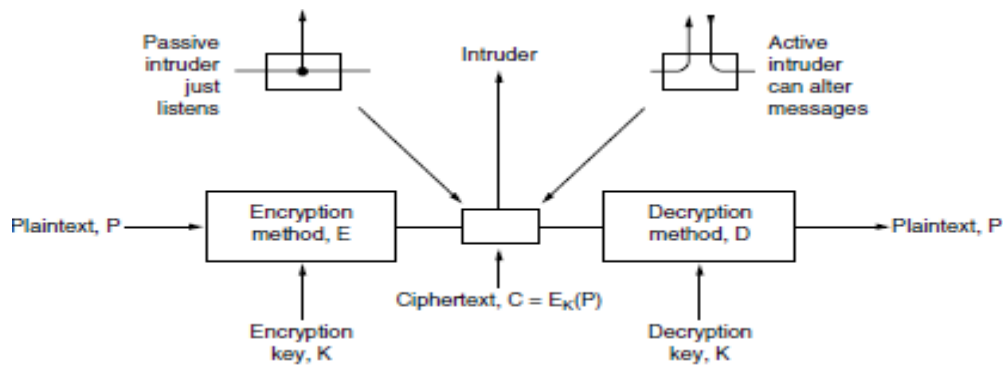 Passive
intruder
just
listens
Intruder
Active
intruder
can alter
messages
Plaintext, P
Encryption
method, E
Decryption
method, D
Plaintext, P
Ciphertext, C = E_K(P)
Encryption
key, K
Decryption
key, K